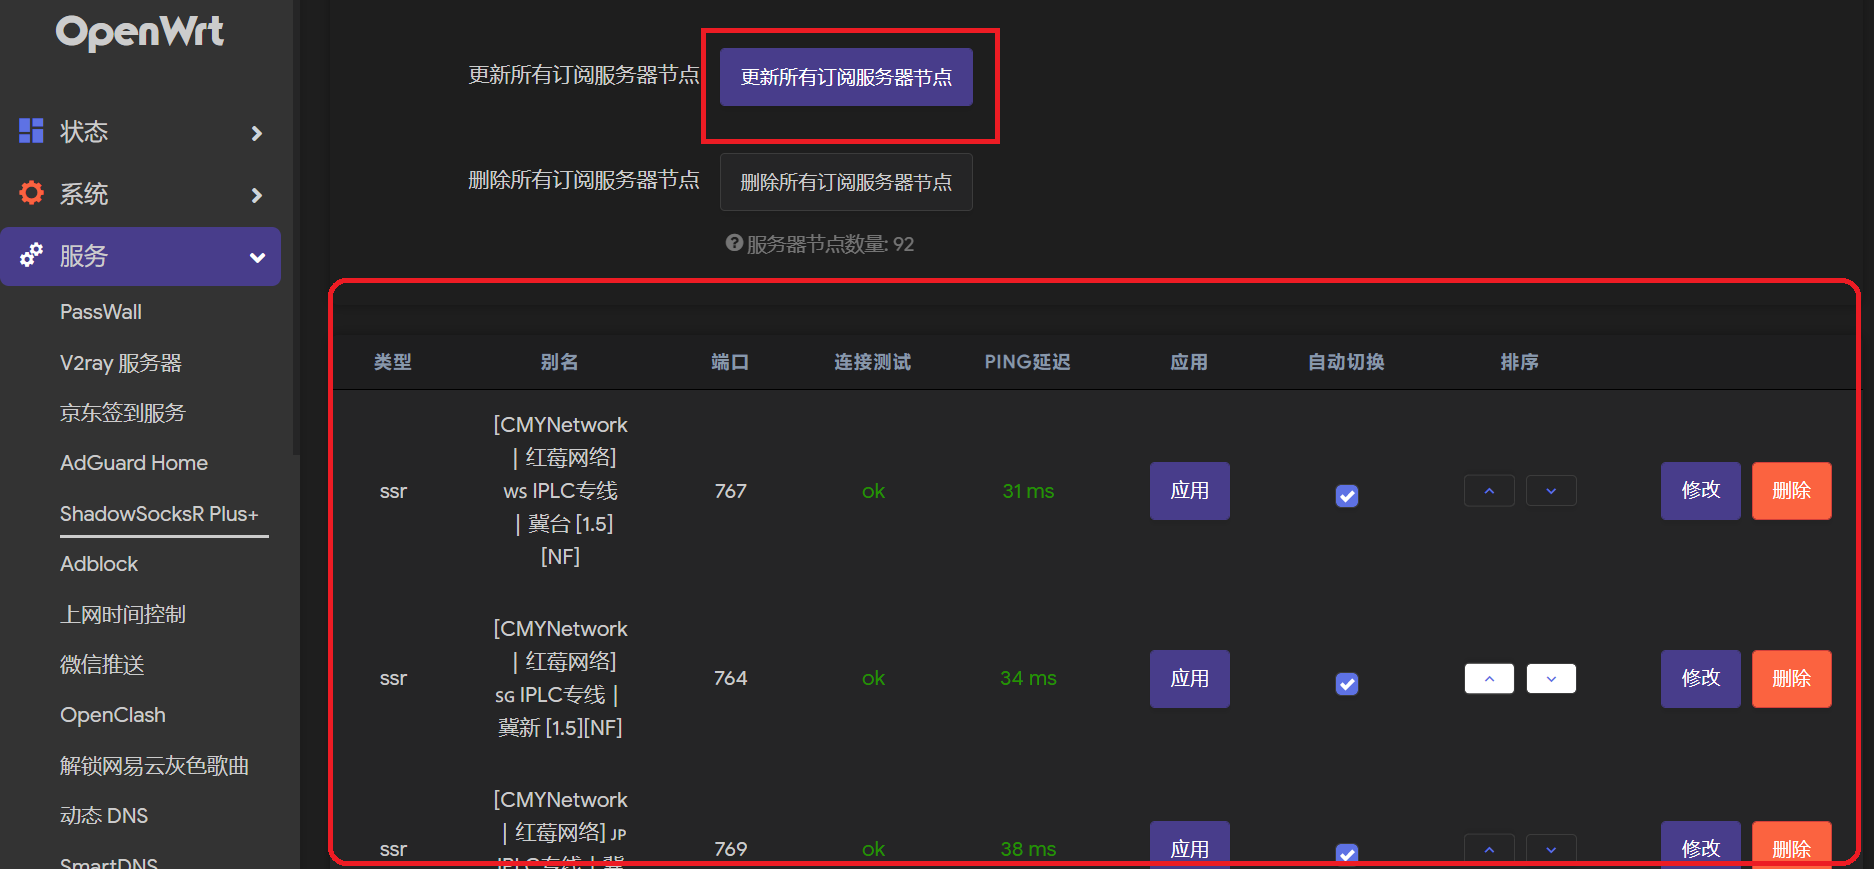 OpenWrt
状态
系统
服务
PassWall
V2ray 服务器
京东签到服务
AdGuard Home
ShadowSocksR Plus+
Adblock
上网时间控制
微信推送
OpenClash
解锁网易云灰色歌曲
动态 DNS
SmartDNS
更新所有订阅服务器节点 更新所有订阅服务器节点
删除所有订阅服务器节点 删除所有订阅服务器节点
服务器节点数量: 92
类型 别名 端口 连接测试 PING延迟 应用 自动切换 排序
[CMYNetwork
| 红莓网络]
ssr ws IPLC专线 767 ok 31 ms 应用 修改 删除
| 冀台 [1.5]
[NF]
[CMYNetwork
| 红莓网络]
ssr SG IPLC专线 | 764 ok 34 ms 应用 修改 删除
冀新 [1.5][NF]
[CMYNetwork
| 红莓网络] JP
ssr IPLC专线 | 冀 769 ok 38 ms 应用 修改 删除